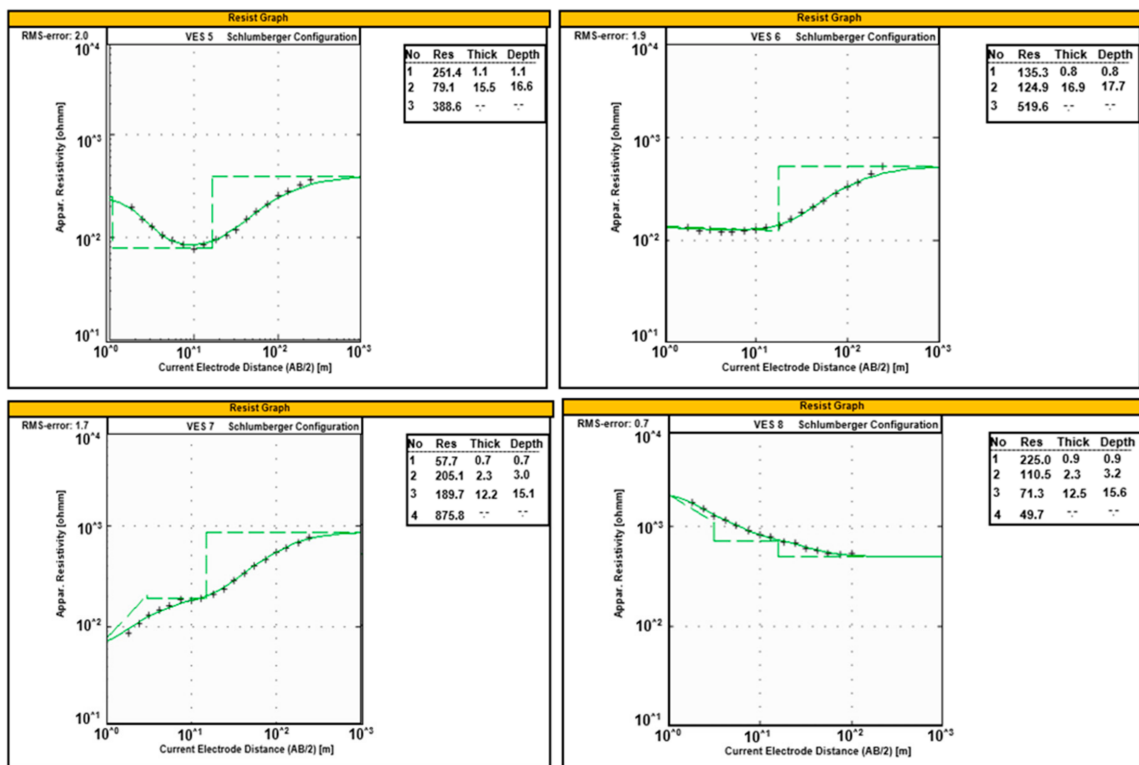 Resist Graph
RMS-error: 2.0 VES 5 Schlumberger Configuration
No Res Thick Depth
1 251.4 1.1 1.1
2 79.1 15.5 16.6
3 388.6 -.- -.-
Appar. Resistivity [ohmm]
10^4
10^3
10^2
10^1
10^0 10^1 10^2 10^3
Current Electrode Distance (AB/2) [m]
Resist Graph
RMS-error: 1.9 VES 6 Schlumberger Configuration
No Res Thick Depth
1 135.3 0.8 0.8
2 124.9 16.9 17.7
3 519.6 -.- -.-
Appar. Resistivity [ohmm]
10^4
10^3
10^2
10^1
10^0 10^1 10^2 10^3
Current Electrode Distance (AB/2) [m]
Resist Graph
RMS-error: 1.7 VES 7 Schlumberger Configuration
No Res Thick Depth
1 57.7 0.7 0.7
2 205.1 2.3 3.0
3 189.7 12.2 15.1
4 875.8 -.- -.-
Appar. Resistivity [ohmm]
10^4
10^3
10^2
10^1
10^0 10^1 10^2 10^3
Current Electrode Distance (AB/2) [m]
Resist Graph
RMS-error: 0.7 VES 8 Schlumberger Configuration
No Res Thick Depth
1 225.0 0.9 0.9
2 110.5 2.3 3.2
3 71.3 12.5 15.6
4 49.7 -.- -.-
Appar. Resistivity [ohmm]
10^4
10^3
10^2
10^1
10^0 10^1 10^2 10^3
Current Electrode Distance (AB/2) [m]